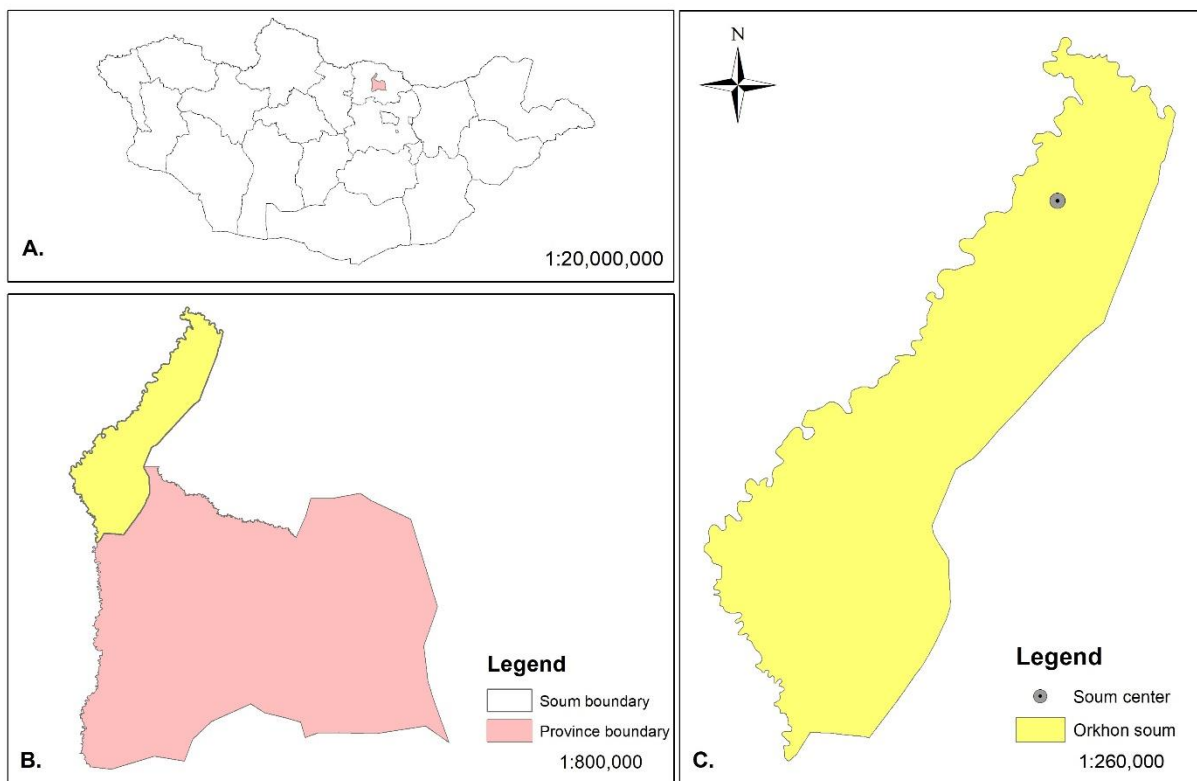 A.
1:20,000,000
Legend
Soum boundary
Province boundary
B.
1:800,000
N
Legend
Soum center
Orkhon soum
C.
1:260,000